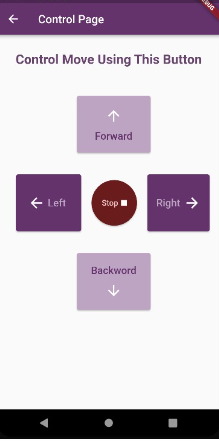 Control Page
Control Move Using This Button
Forward
Left
Stop
Right
Backword